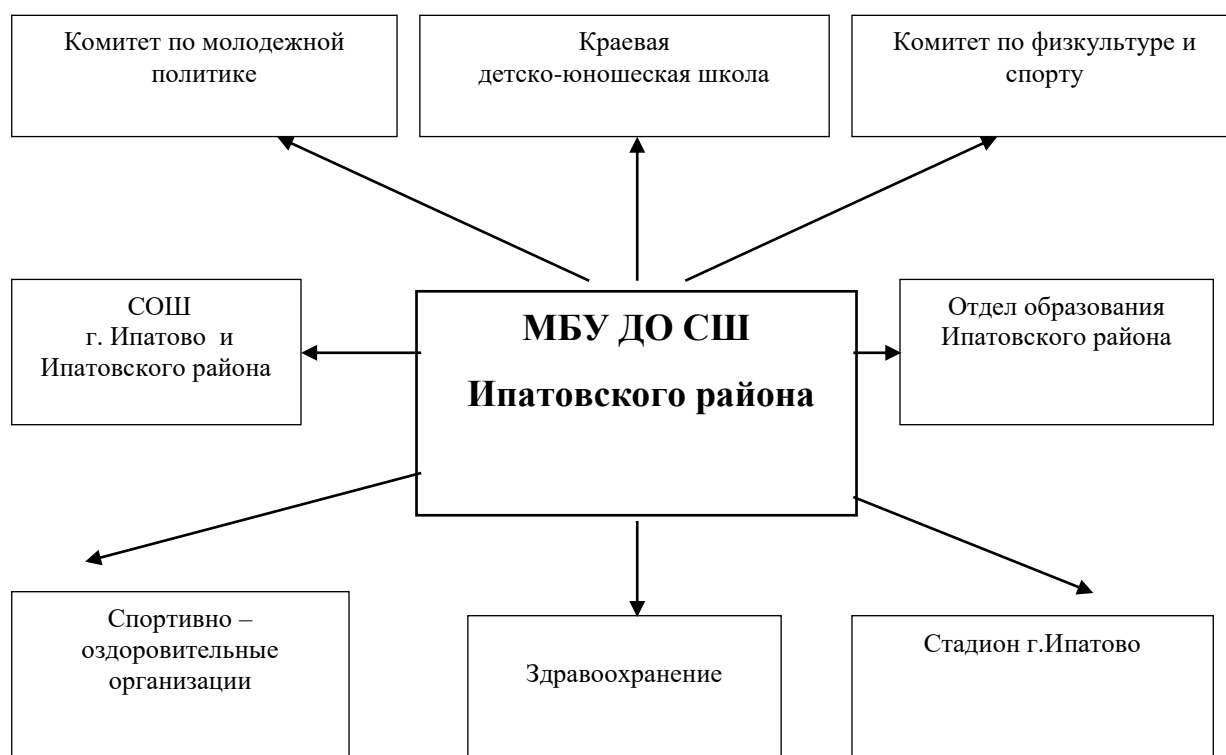 Комитет по молодежной
политике
Краевая
детско-юношеская школа
Комитет по физкультуре и
спорту
СОШ
г. Ипатово и
Ипатовского района
МБУ ДО СШ
Ипатовского района
Отдел образования
Ипатовского района
Спортивно –
оздоровительные
организации
Здравоохранение
Стадион г.Ипатово